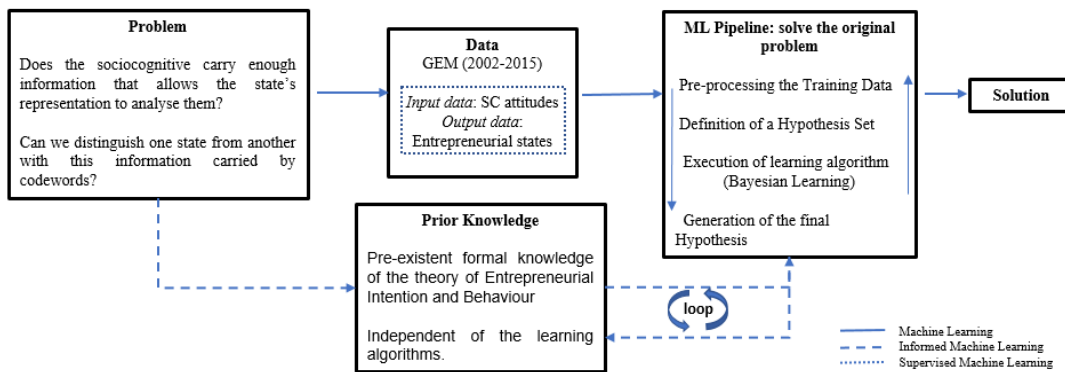 Problem
Does the sociocognitive carry enough
information that allows the state's
representation to analyse them?
Can we distinguish one state from another
with this information carried by
codewords?
Data
GEM (2002-2015)
Input data: SC attitudes
Output data:
Entrepreneurial states
ML Pipeline: solve the original
problem
Pre-processing the Training Data
Definition of a Hypothesis Set
Execution of learning algorithm
(Bayesian Learning)
Generation of the final
Hypothesis
Solution
Prior Knowledge
Pre-existent formal knowledge
of the theory of Entrepreneurial
Intention and Behaviour
Independent of the learning
algorithms.
loop
Machine Learning
Informed Machine Learning
Supervised Machine Learning